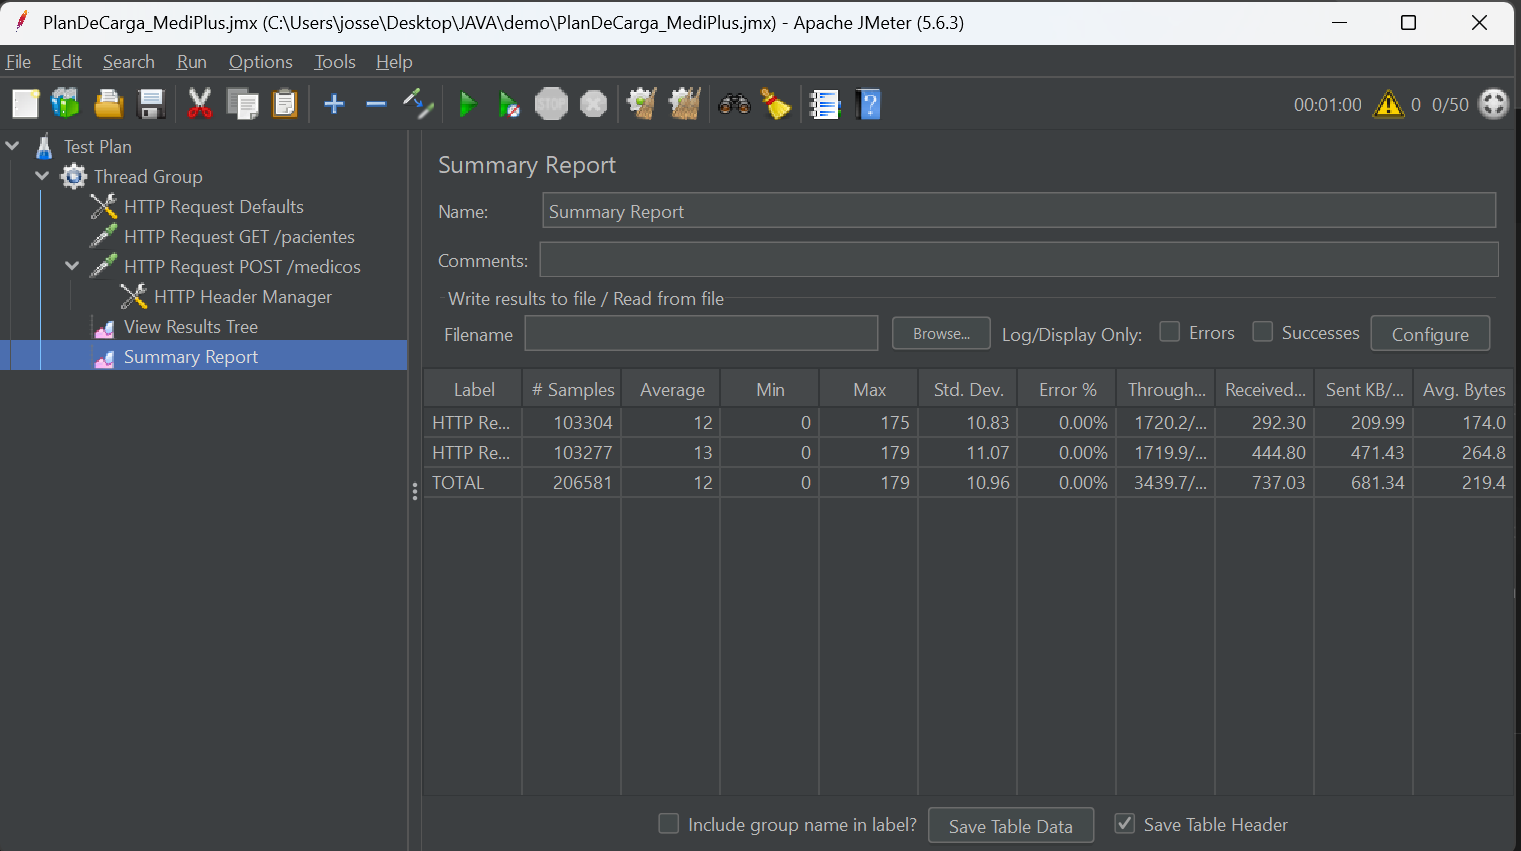 PlanDeCarga_MediPlus.jmx (C:\Users\josse\Desktop\JAVA\demo\PlanDeCarga_MediPlus.jmx) - Apache JMeter (5.6.3)
File Edit Search Run Options Tools Help
STOP 00:01:00 0 0/50
Test Plan
Thread Group
HTTP Request Defaults
HTTP Request GET /pacientes
HTTP Request POST /medicos
HTTP Header Manager
View Results Tree
Summary Report
Summary Report
Name: Summary Report
Comments:
Write results to file / Read from file
Filename Browse... Log/Display Only: Errors Successes Configure
Label # Samples Average Min Max Std. Dev. Error % Through... Received... Sent KB/... Avg. Bytes
HTTP Re... 103304 12 0 175 10.83 0.00% 1720.2/... 292.30 209.99 174.0
HTTP Re... 103277 13 0 179 11.07 0.00% 1719.9/... 444.80 471.43 264.8
TOTAL 206581 12 0 179 10.96 0.00% 3439.7/... 737.03 681.34 219.4
Include group name in label? Save Table Data Save Table Header